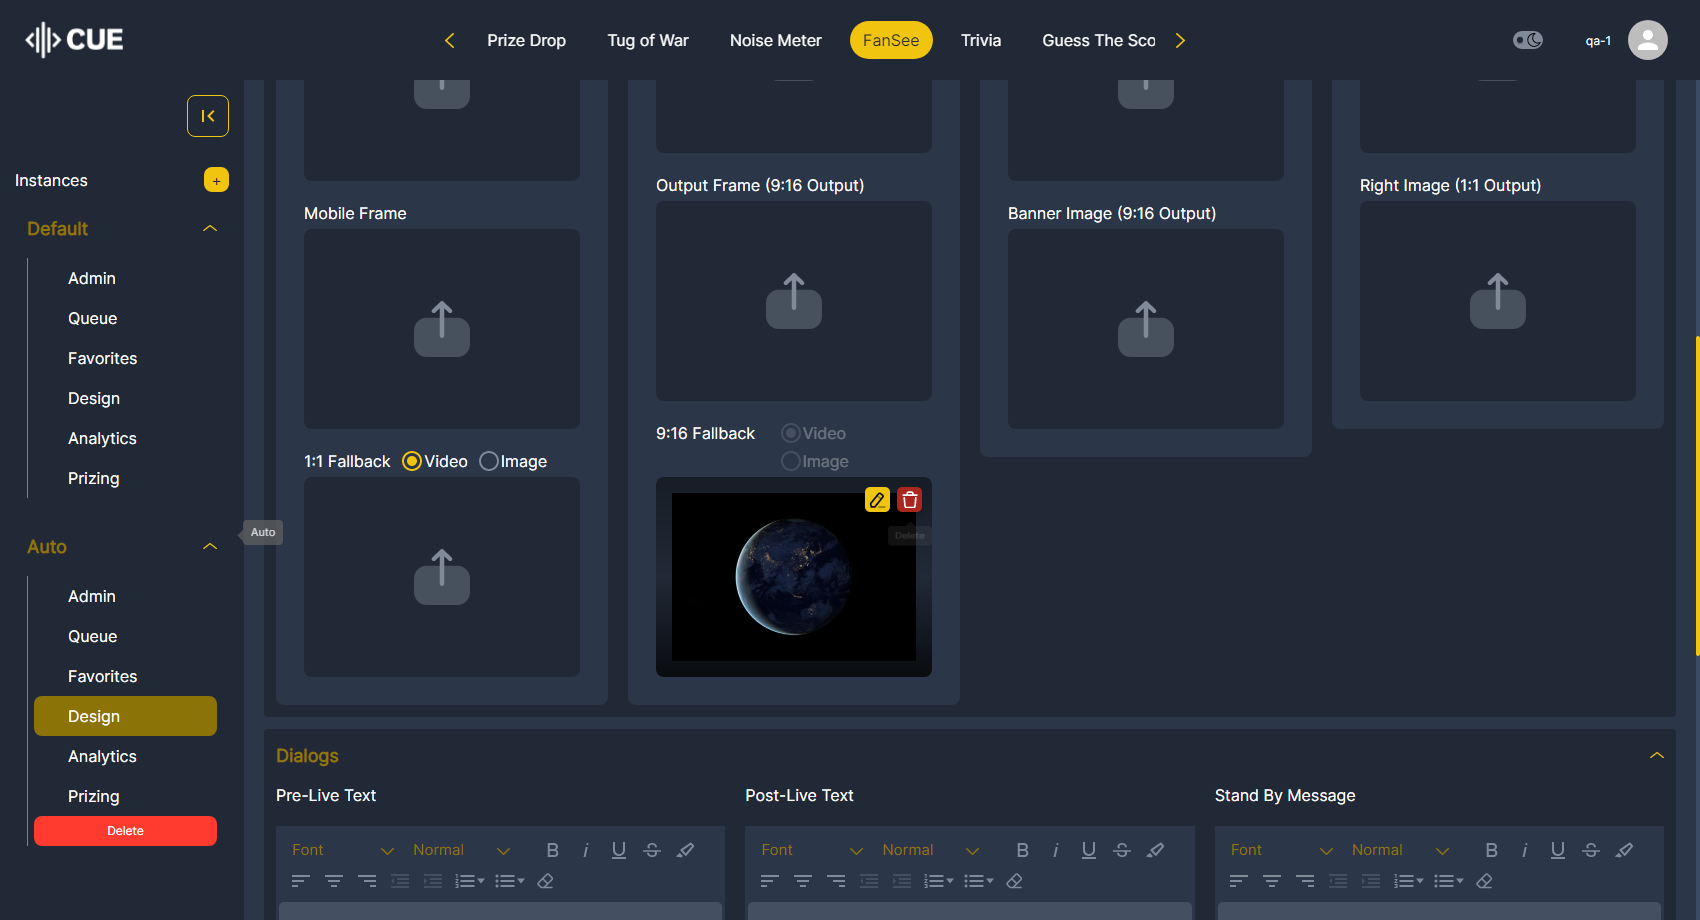 CUE
Prize Drop
Tug of War
Noise Meter
FanSee
Trivia
Guess The Sco
qa-1
Instances
+
Default
Admin
Queue
Favorites
Design
Analytics
Prizing
Auto
Auto
Admin
Queue
Favorites
Design
Analytics
Prizing
Delete
Mobile Frame
1:1 Fallback
Video
Image
Output Frame (9:16 Output)
9:16 Fallback
Video
Image
Delete
Banner Image (9:16 Output)
Right Image (1:1 Output)
Dialogs
Pre-Live Text
Font
Normal
Post-Live Text
Font
Normal
Stand By Message
Font
Normal